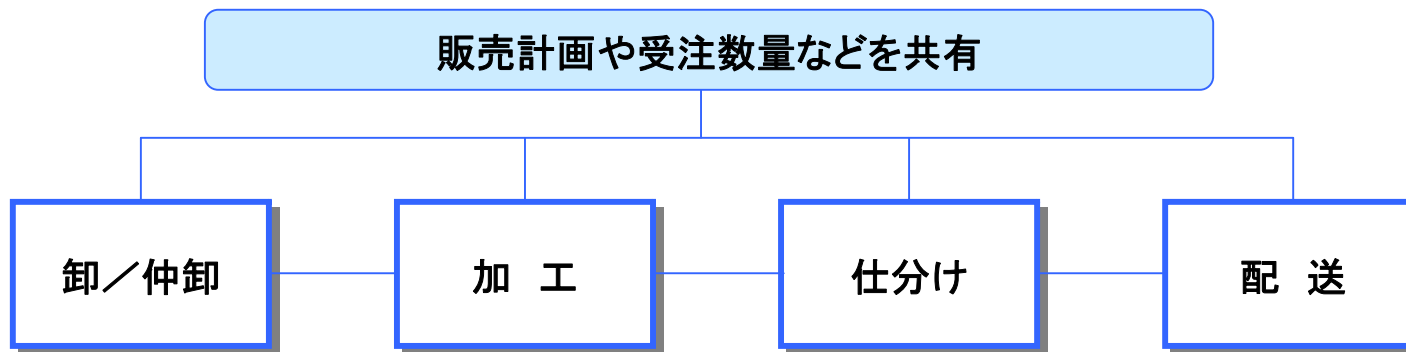 販売計画や受注数量などを共有
卸／仲卸
加　工
仕分け
配　送